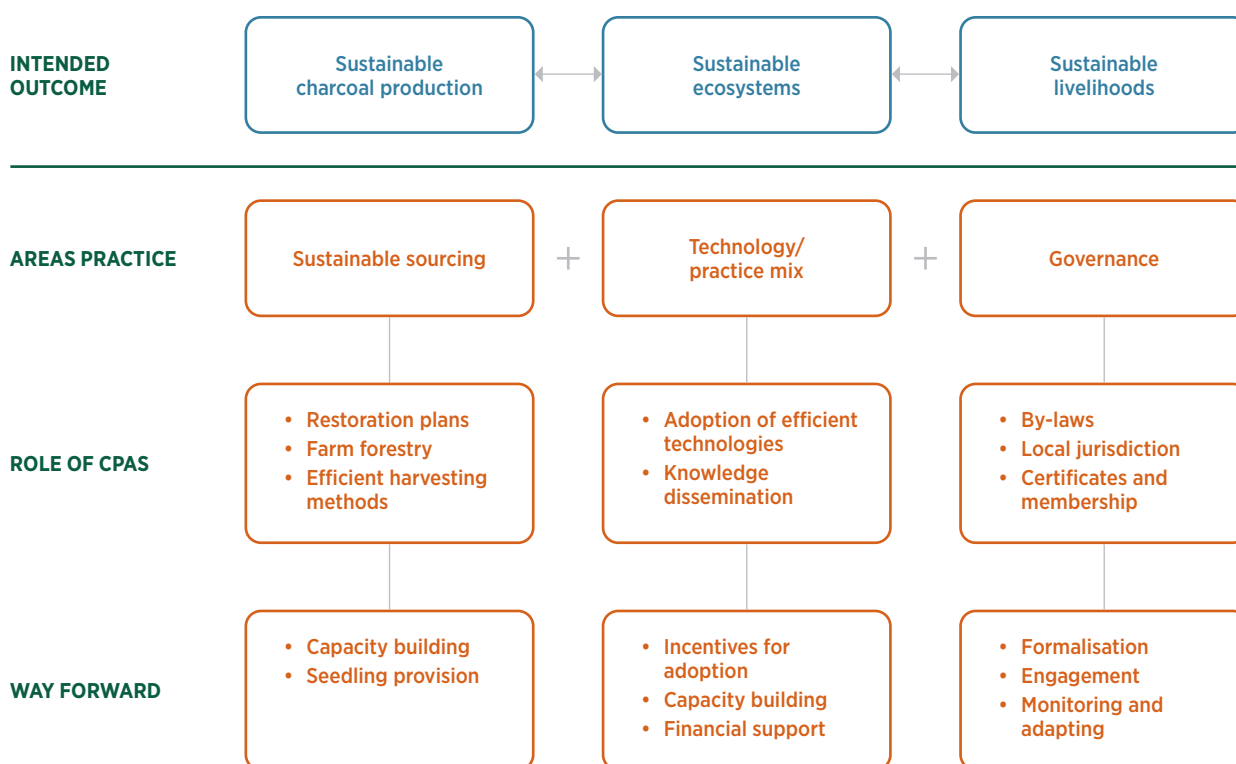 INTENDED
OUTCOME
Sustainable
charcoal production
Sustainable
ecosystems
Sustainable
livelihoods
AREAS PRACTICE
Sustainable sourcing
+
Technology/
practice mix
+
Governance
ROLE OF CPAS
• Restoration plans
• Farm forestry
• Efficient harvesting
methods
• Adoption of efficient
technologies
• Knowledge
dissemination
• By-laws
• Local jurisdiction
• Certificates and
membership
WAY FORWARD
• Capacity building
• Seedling provision
• Incentives for
adoption
• Capacity building
• Financial support
• Formalisation
• Engagement
• Monitoring and
adapting